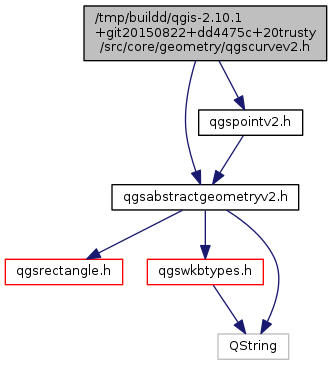 /tmp/buildd/qgis-2.10.1
+git20150822+dd4475c+20trusty
/src/core/geometry/qgscurvev2.h
qgspointv2.h
qgsabstractgeometryv2.h
qgsrectangle.h
qgswkbtypes.h
QString